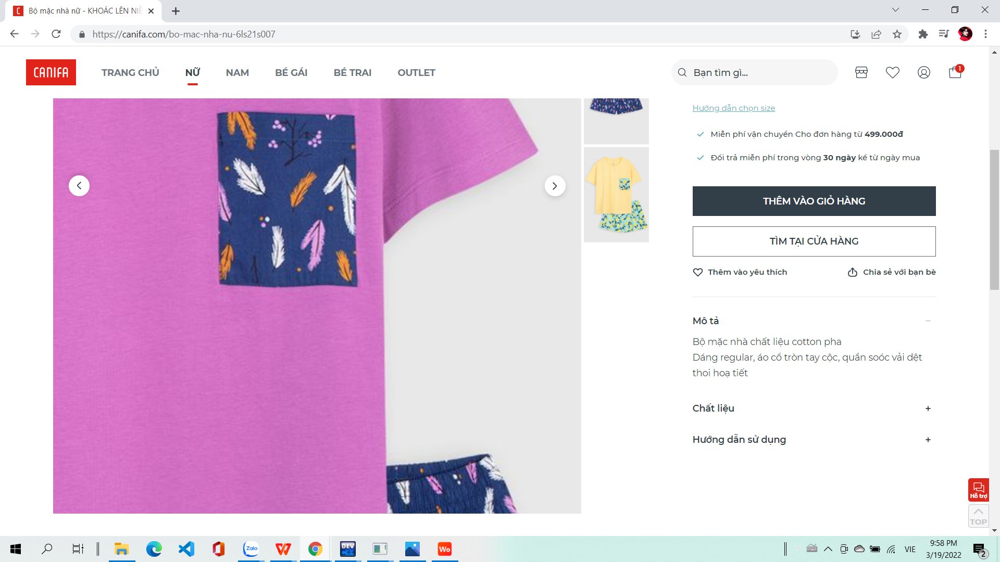 Bộ mặc nhà nữ - KHOÁC LÊN NIỀ
https://canifa.com/bo-mac-nha-nu-6ls21s007
CANIFA
TRANG CHỦ
NỮ
NAM
BÉ GÁI
BÉ TRAI
OUTLET
Bạn tìm gì...
1
Hướng dẫn chọn size
Miễn phí vận chuyển Cho đơn hàng từ 499.000đ
Đổi trả miễn phí trong vòng 30 ngày kể từ ngày mua
THÊM VÀO GIỎ HÀNG
TÌM TẠI CỬA HÀNG
Thêm vào yêu thích
Chia sẻ với bạn bè
Mô tả
Bộ mặc nhà chất liệu cotton pha
Dáng regular, áo cổ tròn tay cộc, quần soóc vải dệt
thoi hoạ tiết
Chất liệu
Hướng dẫn sử dụng
Hỗ trợ
TOP
Zalo
DEV
C++
Wo
VIE
9:58 PM
3/19/2022
2